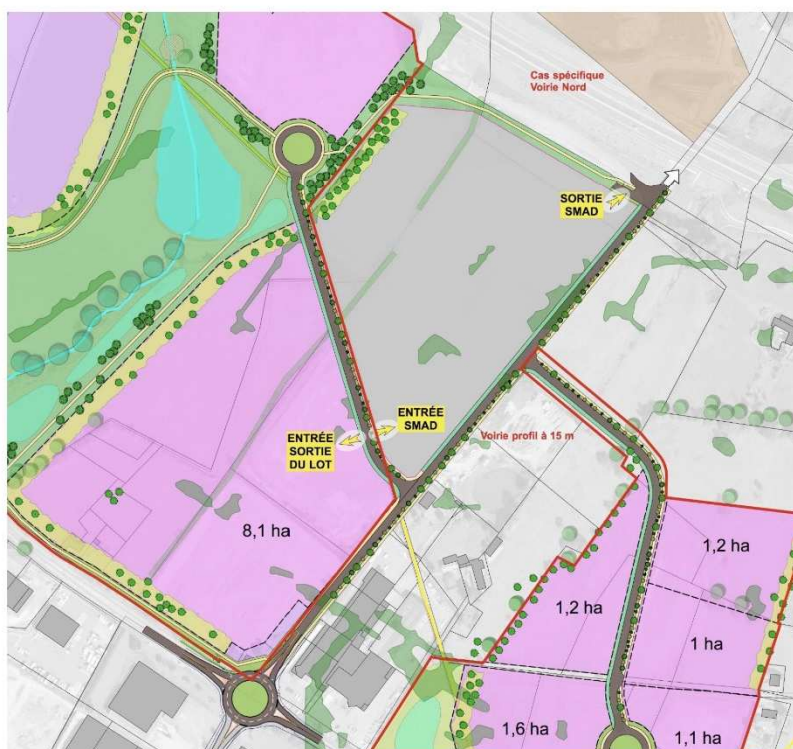 Cas spécifique
Voirie Nord
SORTIE
SMAD
ENTRÉE
SMAD
ENTRÉE
SORTIE
DU LOT
Voirie profil à 15 m
8,1 ha
1,2 ha
1,2 ha
1 ha
1,6 ha
1,1 ha